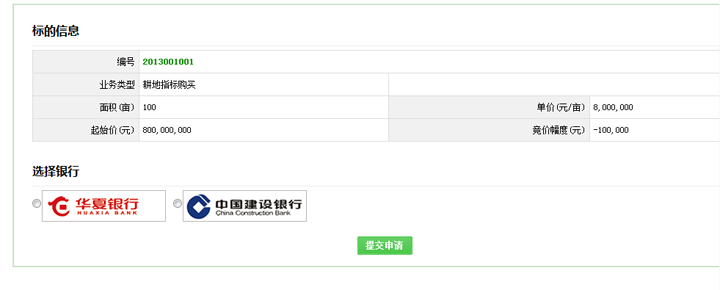 标的信息
编号 2013001001
业务类型 耕地指标购买
面积(亩) 100 单价(元/亩) 8,000,000
起始价(元) 800,000,000 竞价幅度(元) -100,000
选择银行
华夏银行 中国建设银行
HUAXIA BANK China Construction Bank
提交申请